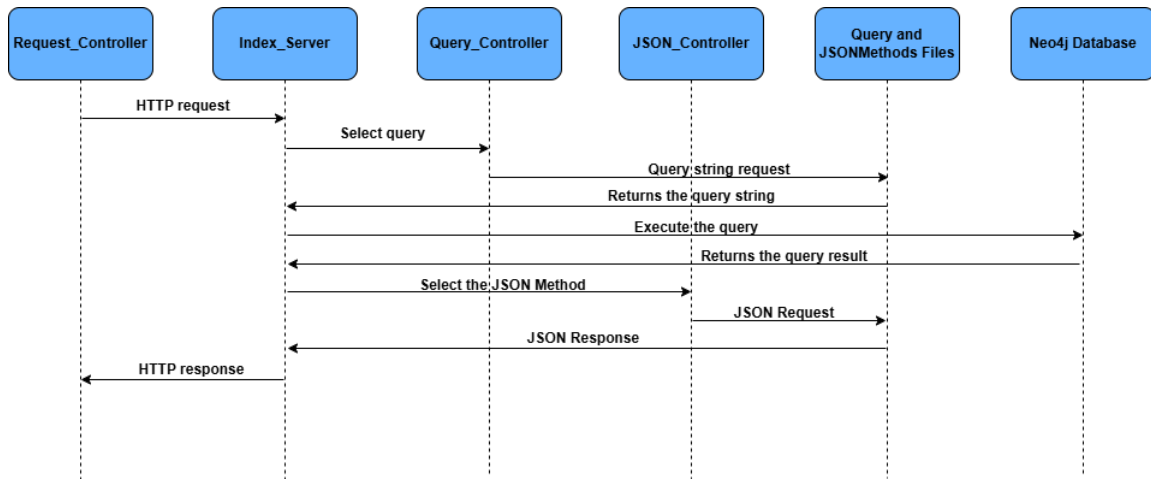 Request_Controller
Index_Server
Query_Controller
JSON_Controller
Query and
JSONMethods Files
Neo4j Database
HTTP request
Select query
Query string request
Returns the query string
Execute the query
Returns the query result
Select the JSON Method
JSON Request
JSON Response
HTTP response